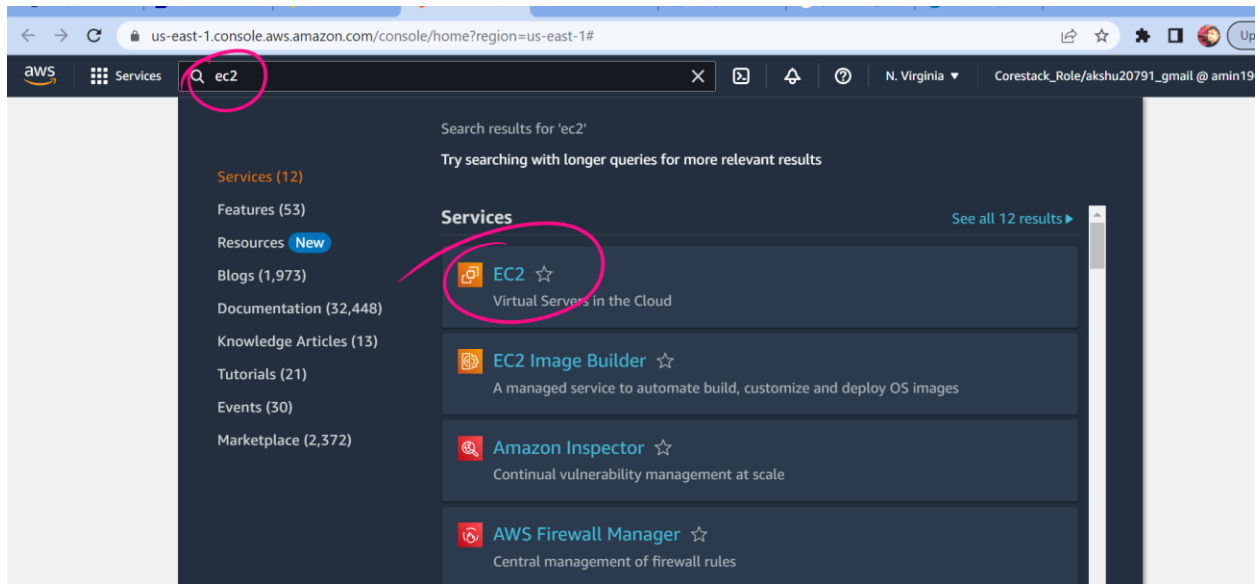 us-east-1.console.aws.amazon.com/console/home?region=us-east-1#
Up
aws Services ec2 N. Virginia ▼ Corestack_Role/akshu20791_gmail @ amin19
Search results for 'ec2'
Try searching with longer queries for more relevant results
Services (12)
Features (53)
Resources New
Blogs (1,973)
Documentation (32,448)
Knowledge Articles (13)
Tutorials (21)
Events (30)
Marketplace (2,372)
Services See all 12 results ▶
EC2
Virtual Servers in the Cloud
EC2 Image Builder
A managed service to automate build, customize and deploy OS images
Amazon Inspector
Continual vulnerability management at scale
AWS Firewall Manager
Central management of firewall rules